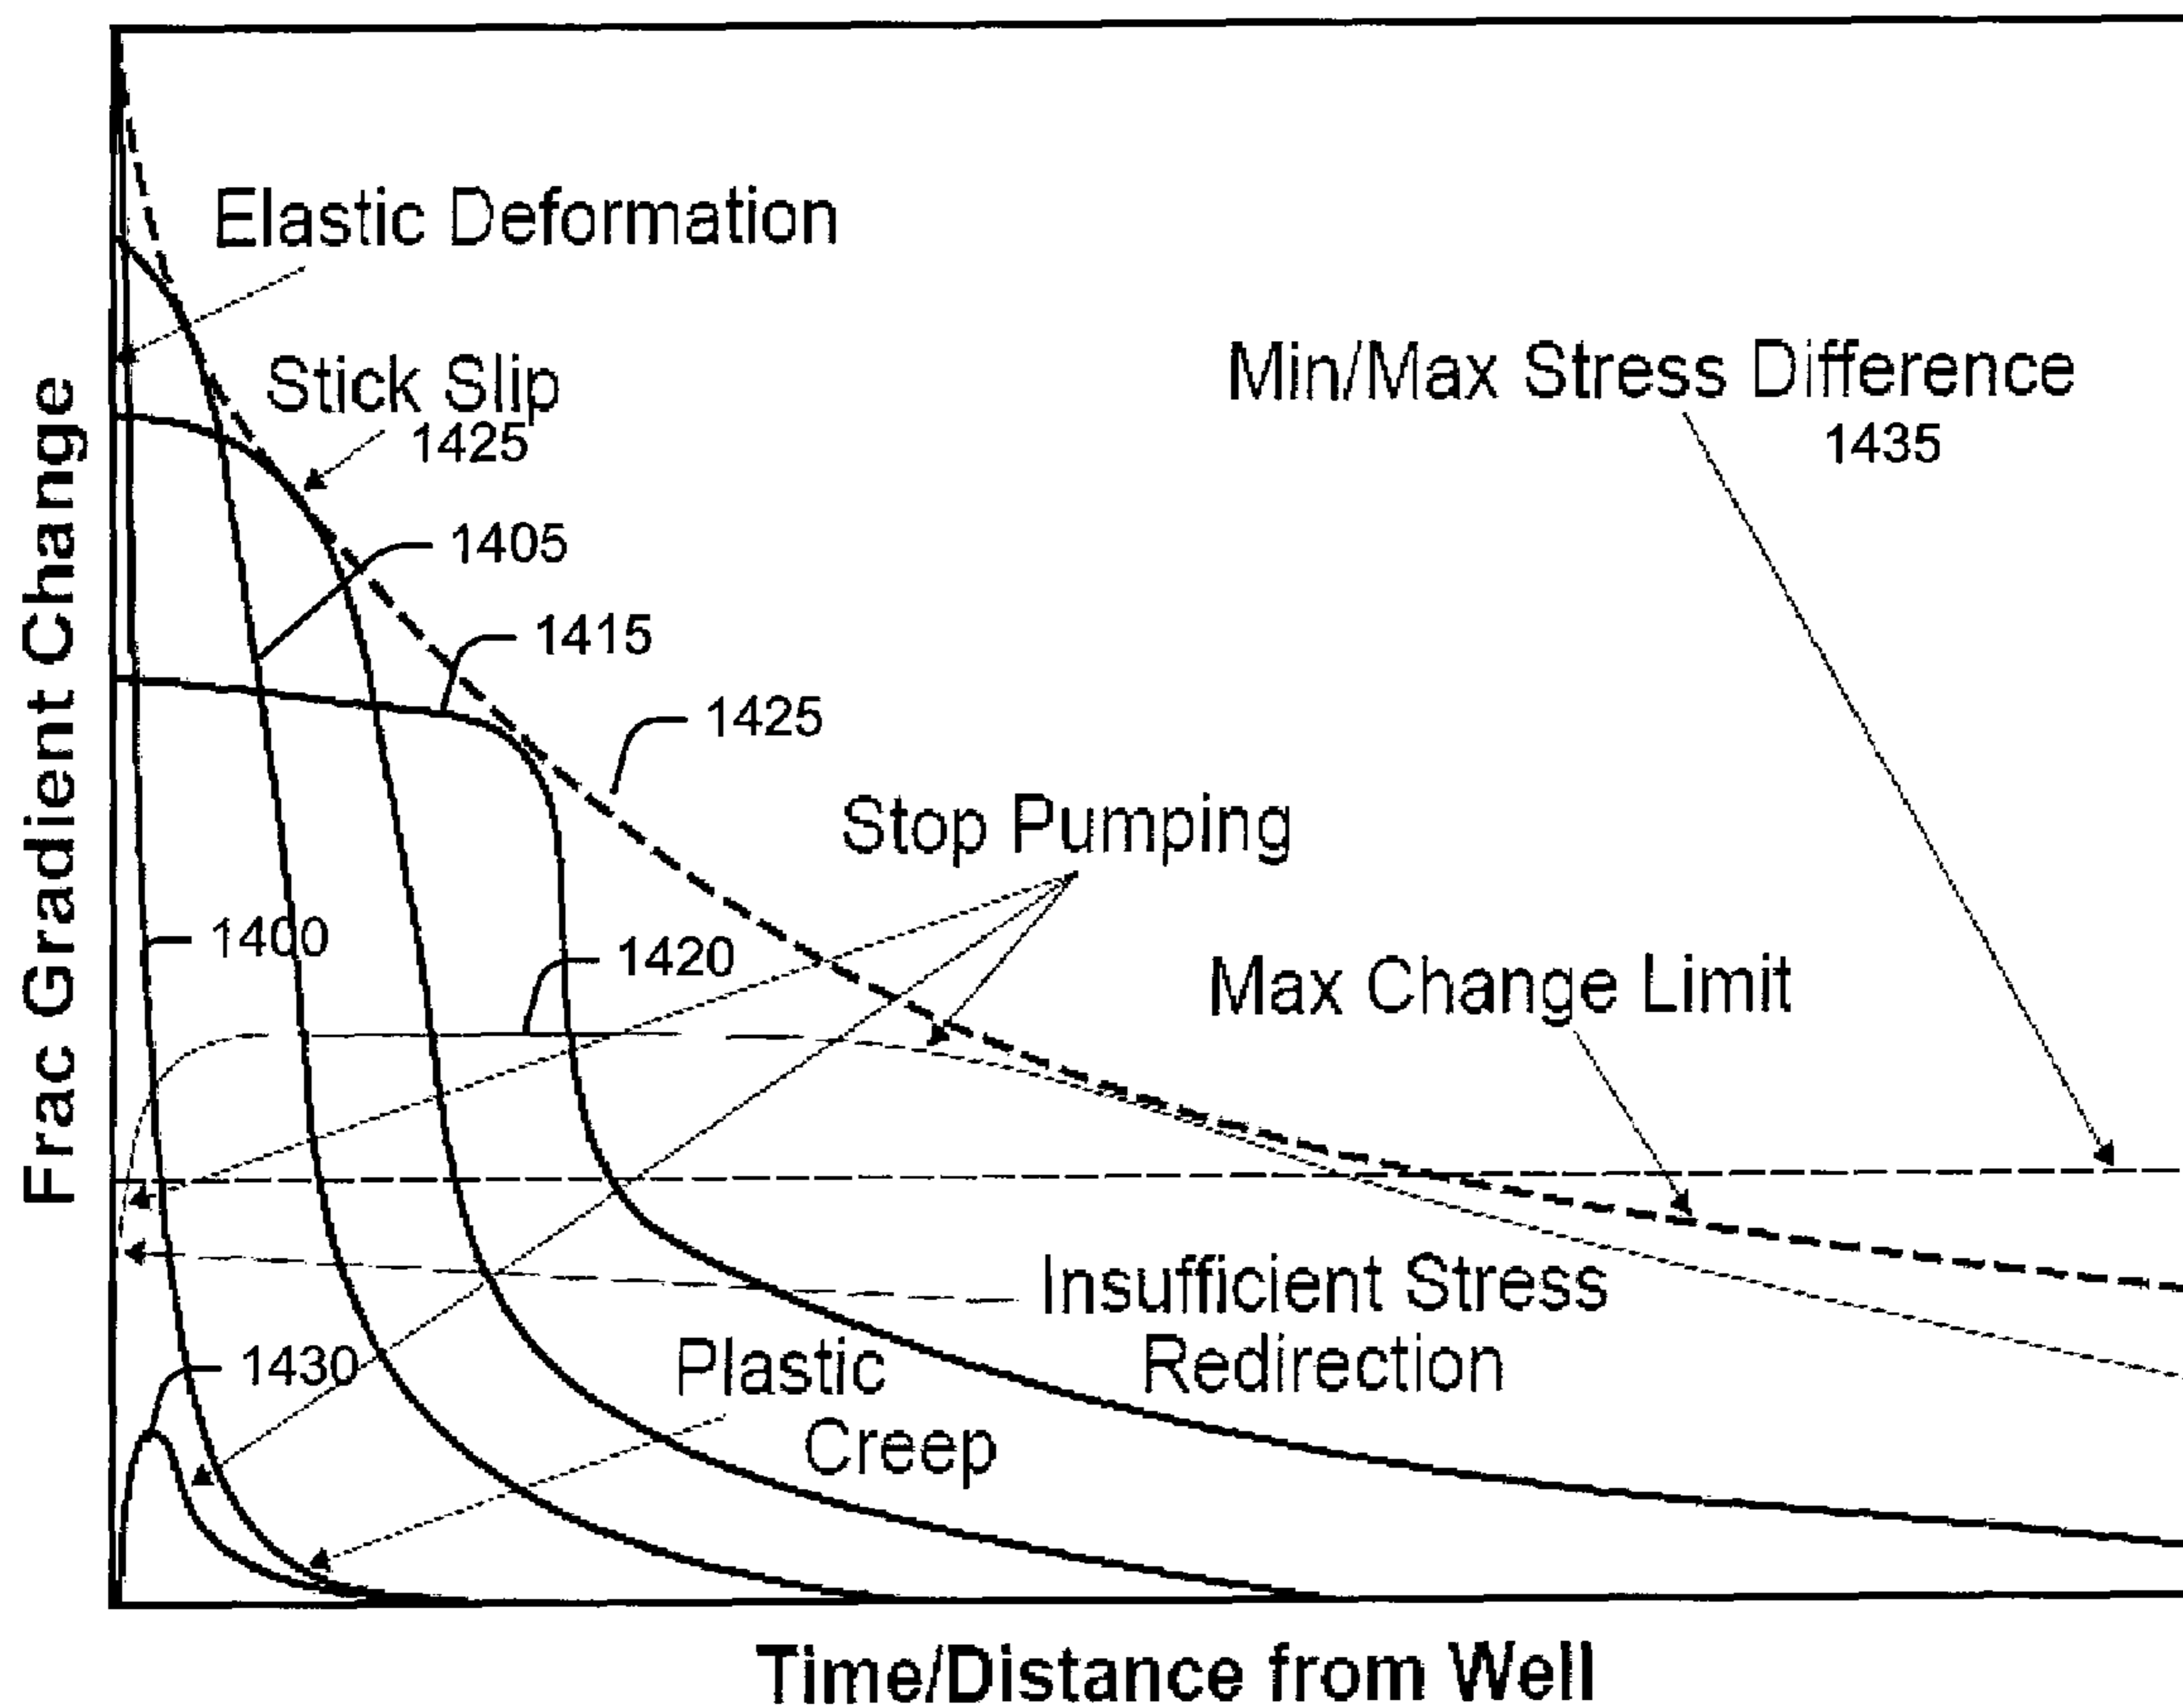 Elastic Deformation
Stick Slip
1425
Min/Max Stress Difference
1435
1405
1415
1425
Stop Pumping
1400
1420
Max Change Limit
Insufficient Stress
Redirection
1430
Plastic
Creep
Frac Gradient Change
Time/Distance from Well